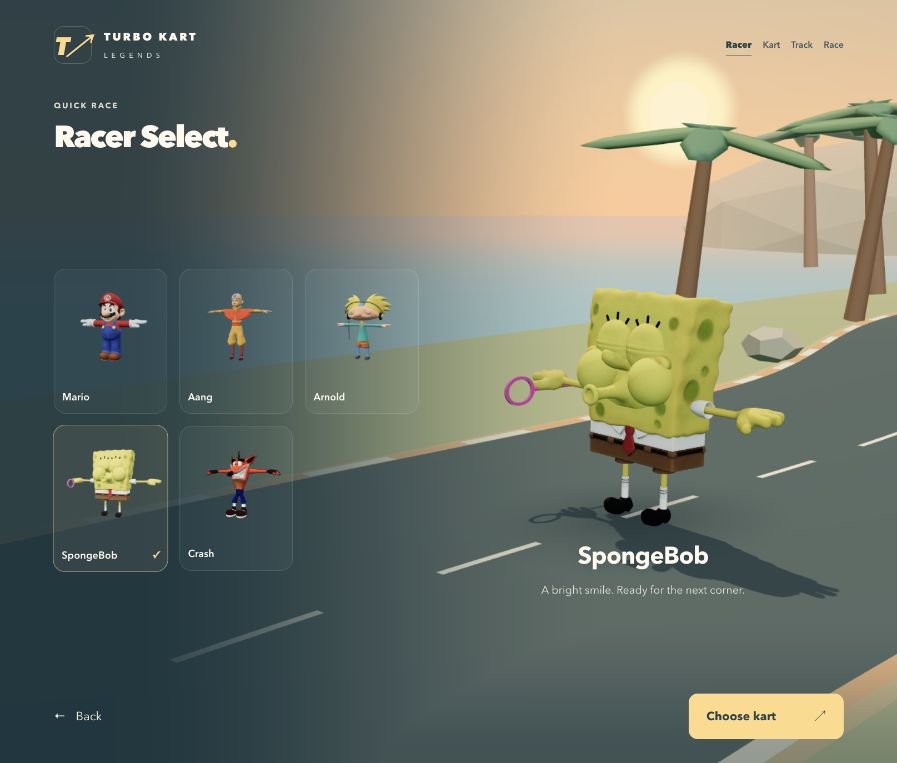 TURBO KART
LEGENDS
Racer Kart Track Race
QUICK RACE
Racer Select.
Mario
Aang
Arnold
SpongeBob ✓
Crash
SpongeBob
A bright smile. Ready for the next corner.
← Back
Choose kart ↗